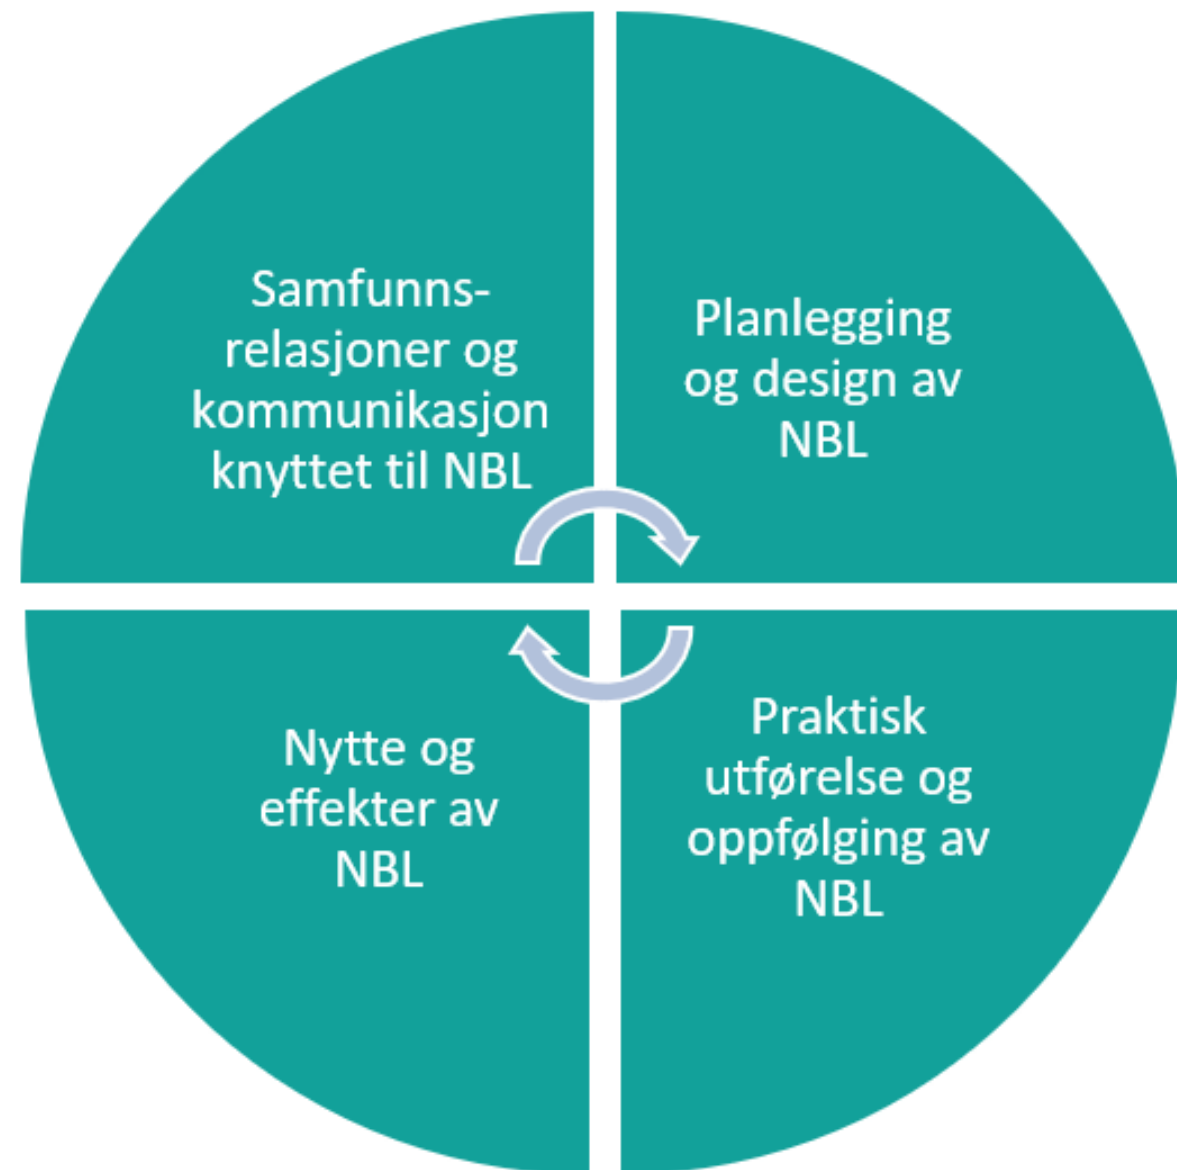 Samfunns-
relasjoner og
kommunikasjon
knyttet til NBL
Planlegging
og design av
NBL
Nytte og
effekter av
NBL
Praktisk
utførelse og
oppfølging av
NBL